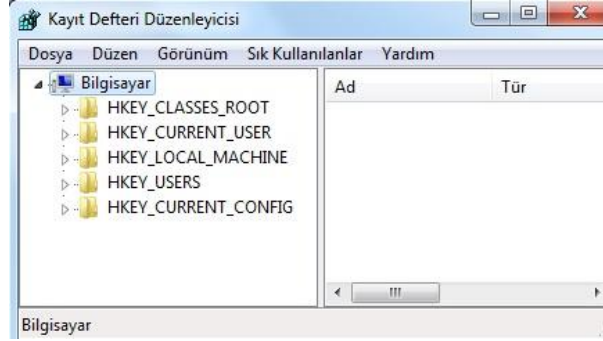 Kayıt Defteri Düzenleyicisi
Dosya Düzen Görünüm Sık Kullanılanlar Yardım
Bilgisayar
HKEY_CLASSES_ROOT
HKEY_CURRENT_USER
HKEY_LOCAL_MACHINE
HKEY_USERS
HKEY_CURRENT_CONFIG
Ad Tür
Bilgisayar